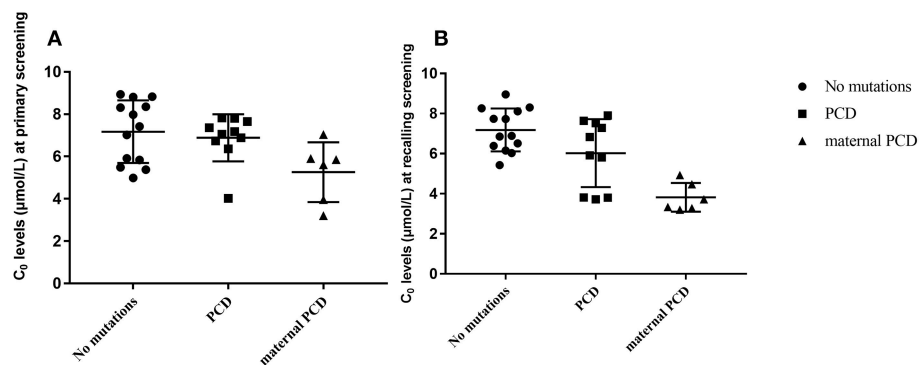 A
C₀ levels (μmol/L) at primary screening
10
8
6
4
2
0
No mutations
PCD
maternal PCD
B
C₀ levels (μmol/L) at recalling screening
10
8
6
4
2
0
No mutations
PCD
maternal PCD
No mutations
PCD
maternal PCD